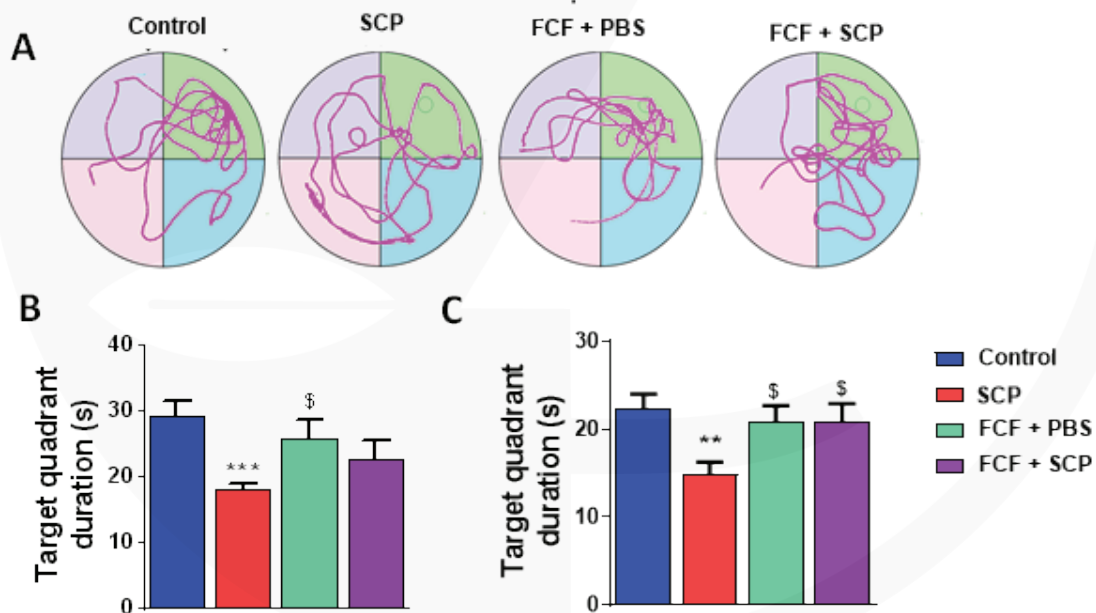 A
Control
SCP
FCF + PBS
FCF + SCP
B
Target quadrant
duration (s)
40
30
20
10
0
***
$
C
Target quadrant
duration (s)
30
20
10
0
**
$
$
Control
SCP
FCF + PBS
FCF + SCP